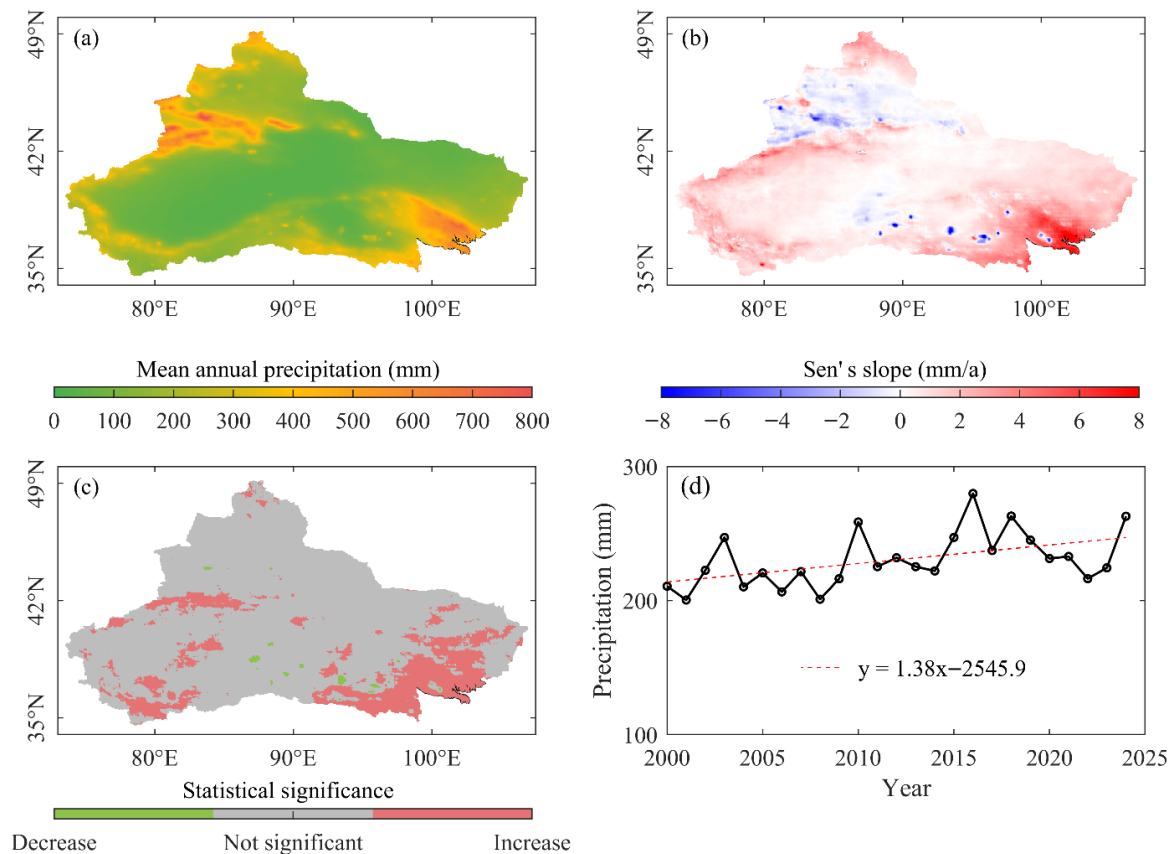 (a)
49°N
42°N
35°N
80°E 90°E 100°E
Mean annual precipitation (mm)
0 100 200 300 400 500 600 700 800
(b)
49°N
42°N
35°N
80°E 90°E 100°E
Sen's slope (mm/a)
−8 −6 −4 −2 0 2 4 6 8
(c)
49°N
42°N
35°N
80°E 90°E 100°E
Statistical significance
Decrease Not significant Increase
(d)
Precipitation (mm)
300
200
100
y = 1.38x−2545.9
2000 2005 2010 2015 2020 2025
Year